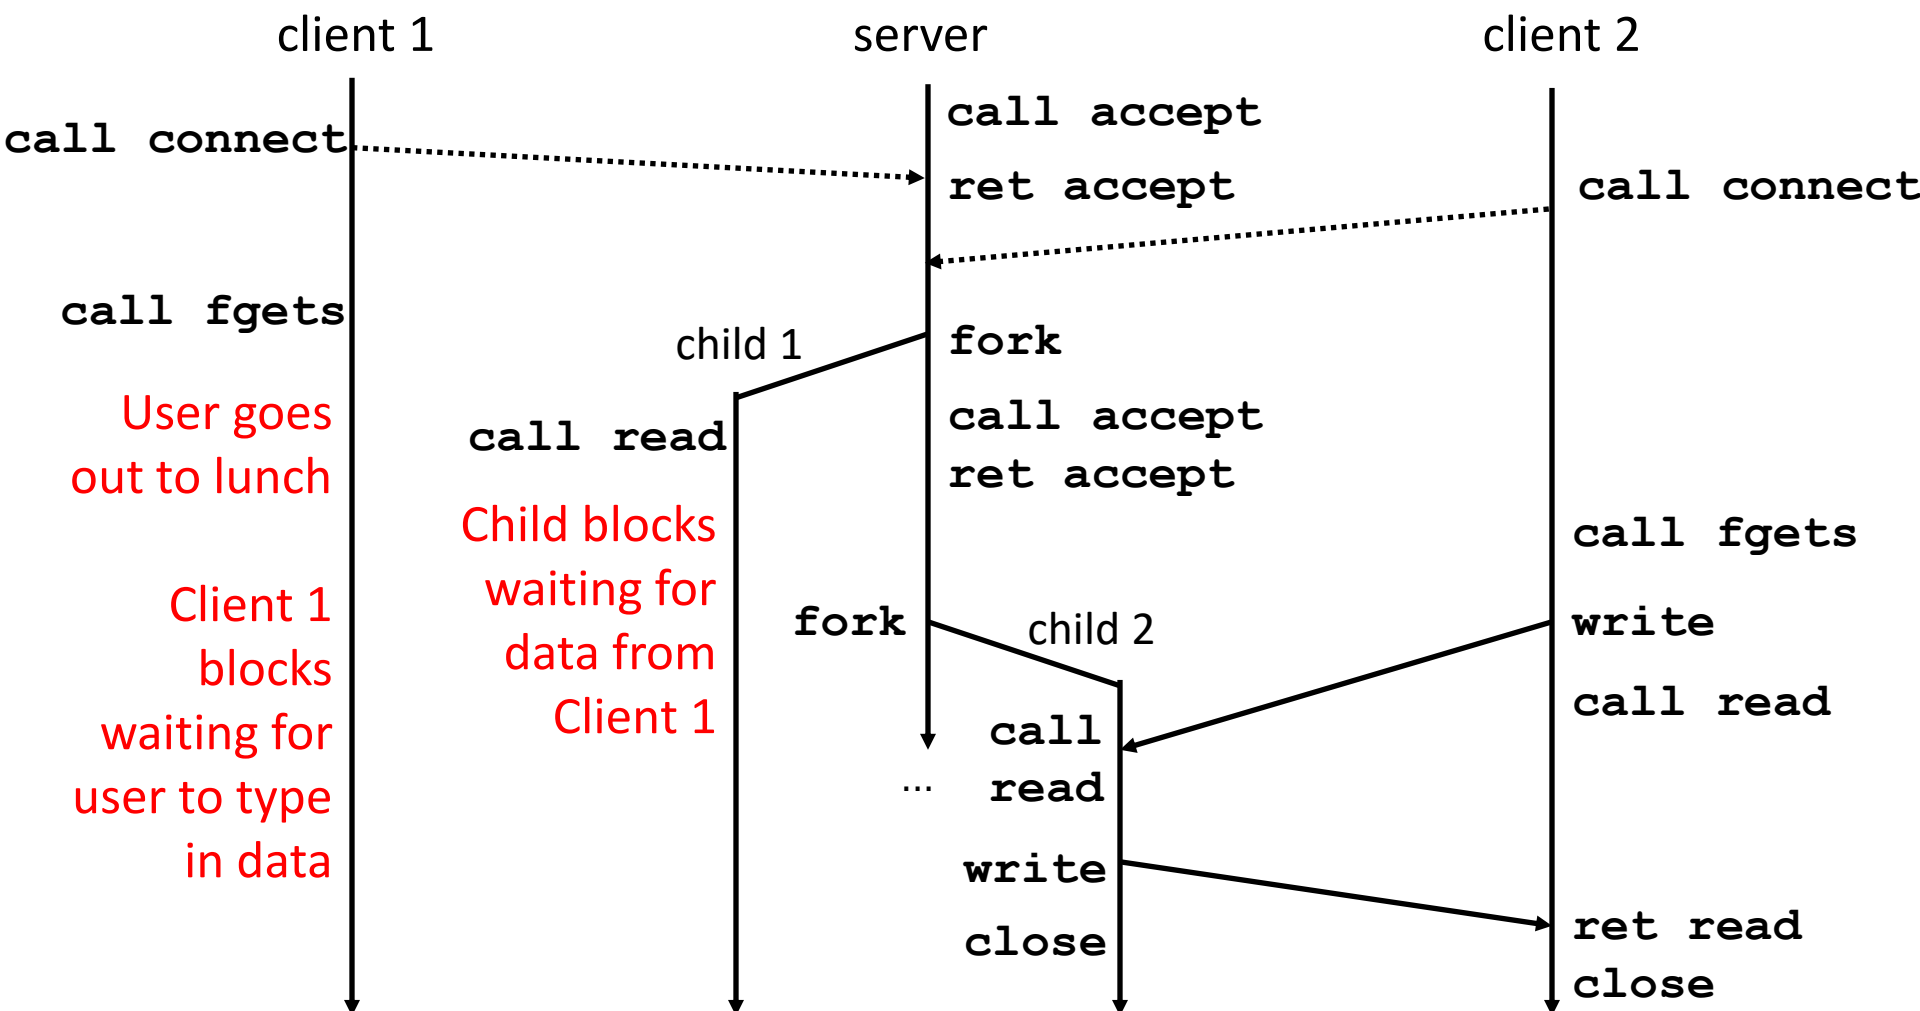 client 1
server
client 2
call connect
call accept
ret accept
call connect
call fgets
child 1
fork
User goes
out to lunch
call read
call accept
ret accept
Child blocks
waiting for
data from
Client 1
call fgets
Client 1
blocks
waiting for
user to type
in data
fork
child 2
write
call read
call
read
...
write
close
ret read
close